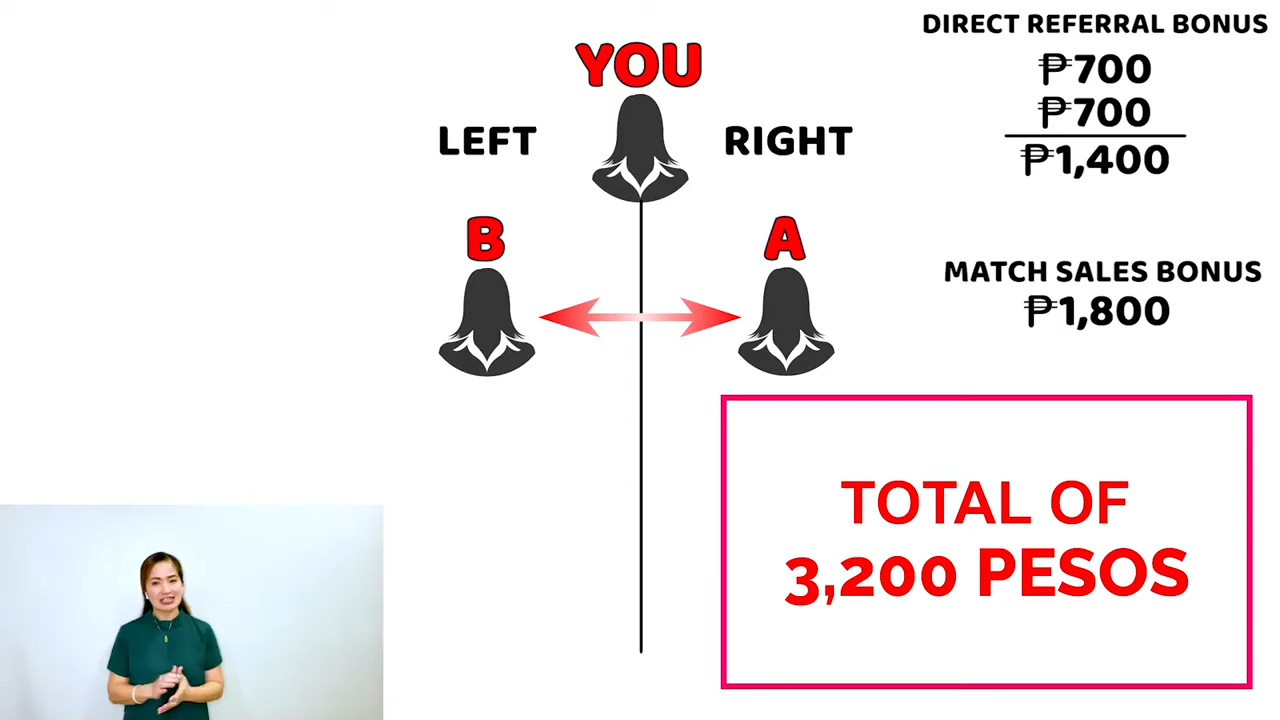 YOU
LEFT
RIGHT
B
A
DIRECT REFERRAL BONUS
₱700
₱700
₱1,400
MATCH SALES BONUS
₱1,800
TOTAL OF
3,200 PESOS